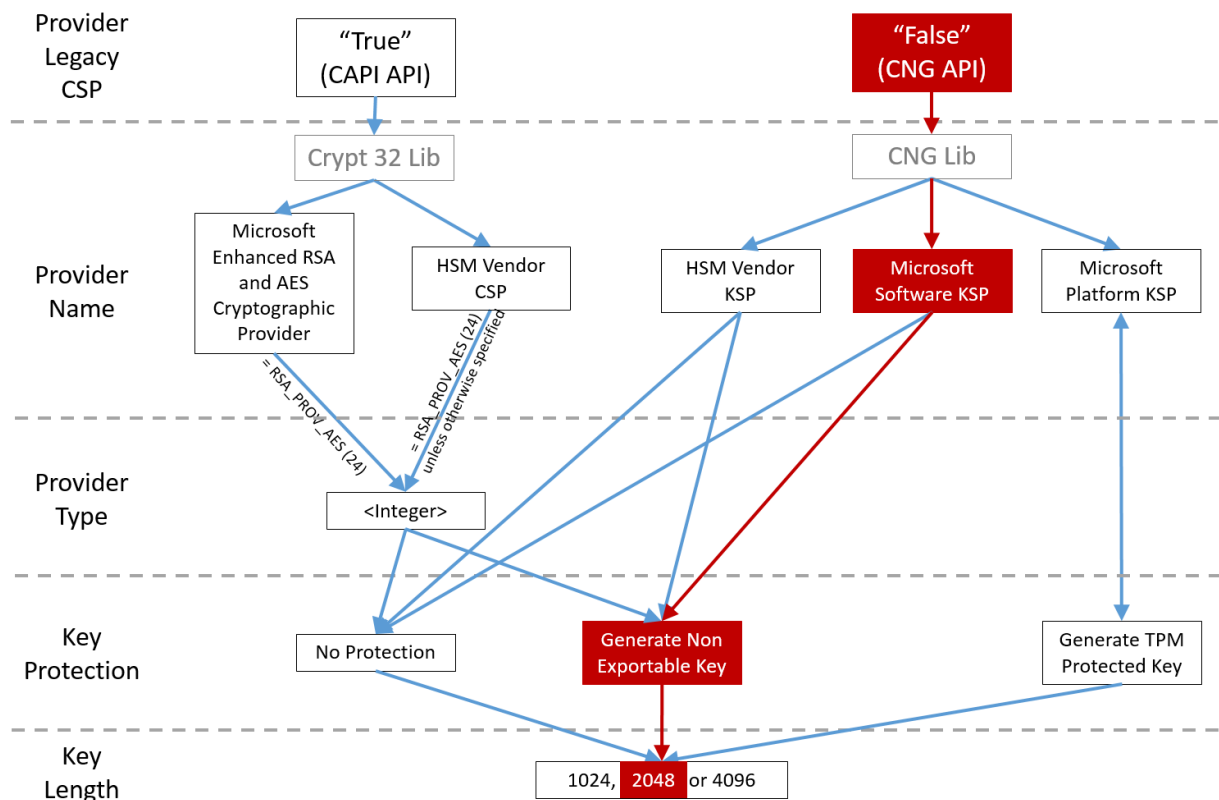 Provider
Legacy
CSP
“True”
(CAPI API)
“False”
(CNG API)
Crypt 32 Lib
CNG Lib
Provider
Name
Microsoft
Enhanced RSA
and AES
Cryptographic
Provider
HSM Vendor
CSP
HSM Vendor
KSP
Microsoft
Software KSP
Microsoft
Platform KSP
= RSA_PROV_AES (24)
= RSA_PROV_AES (24)
unless otherwise specified
Provider
Type
<Integer>
Key
Protection
No Protection
Generate Non
Exportable Key
Generate TPM
Protected Key
Key
Length
1024, 2048 or 4096